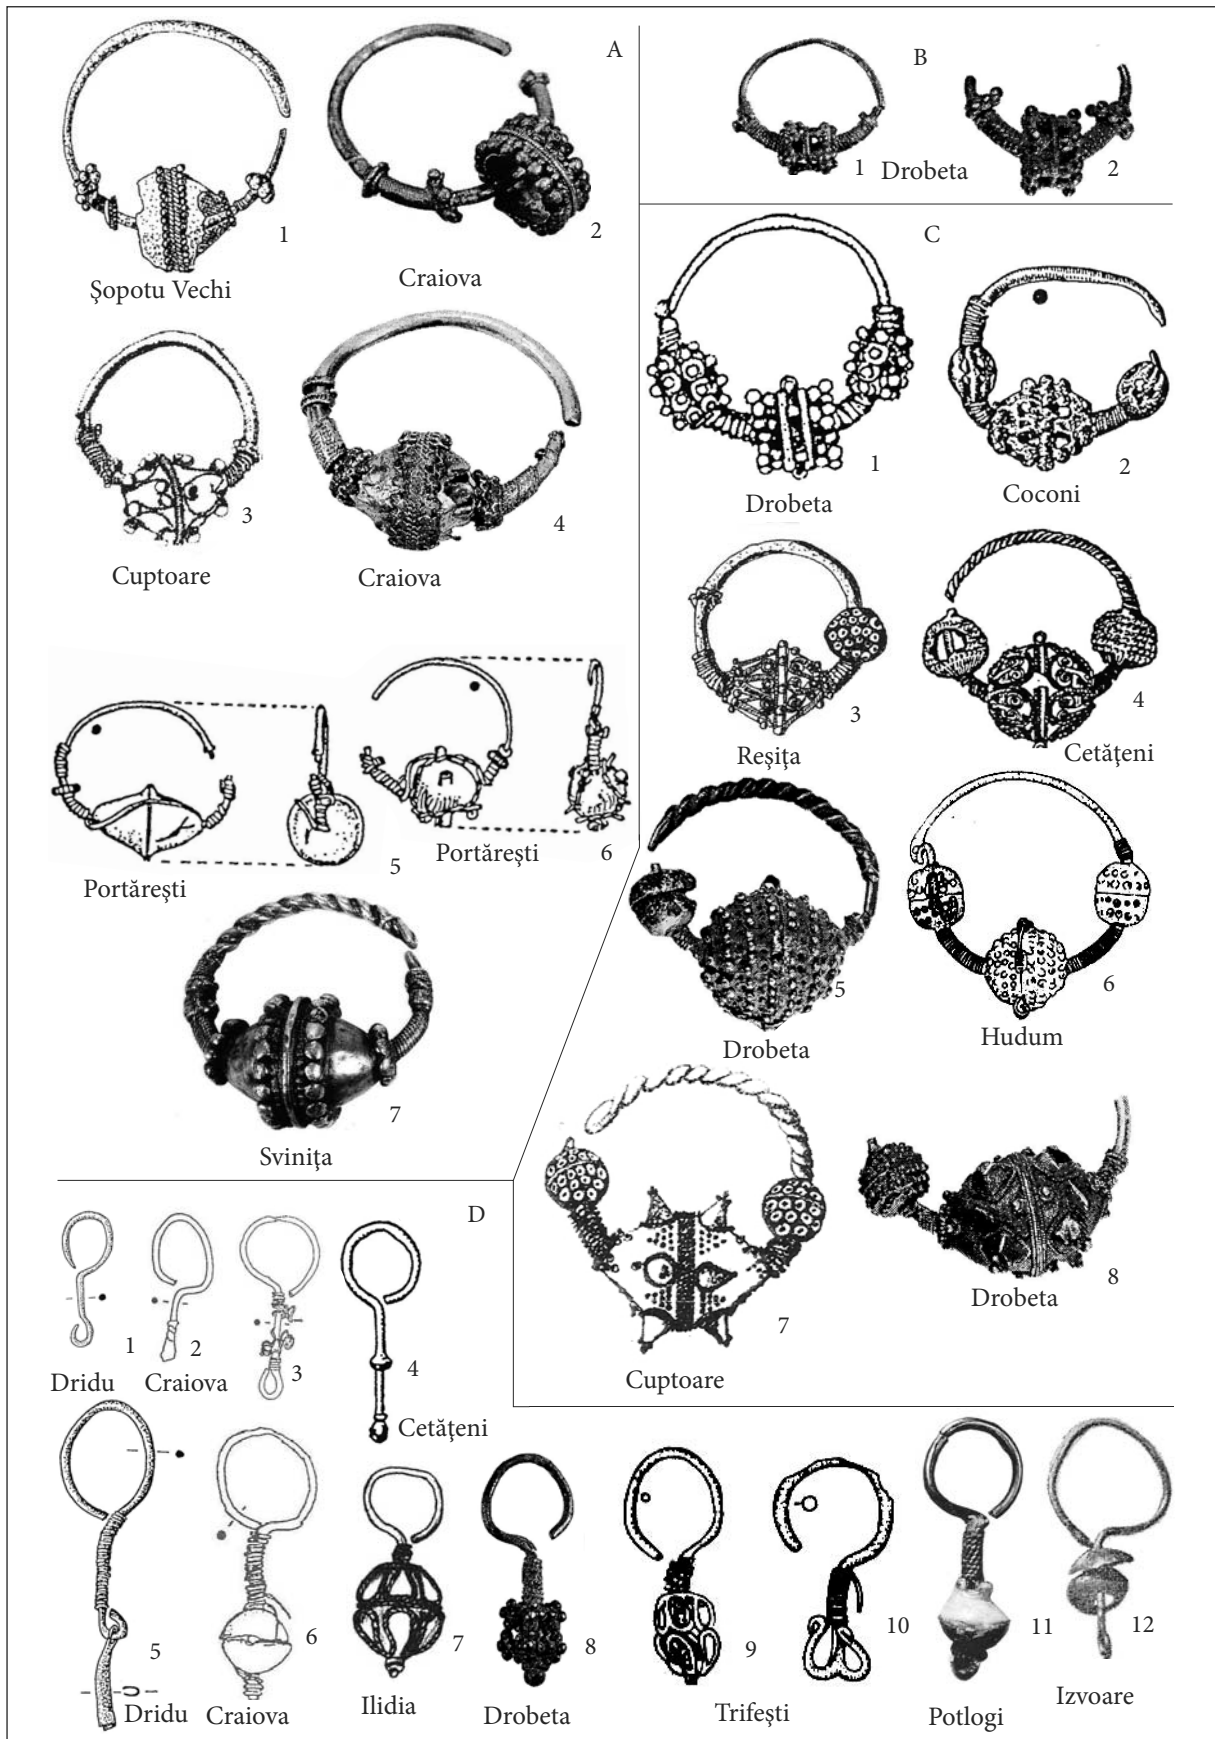 A
1
Şopotu Vechi
2
Craiova
3
Cuptoare
4
Craiova
5
Portăreşti
6
Portăreşti
7
Sviniţa
B
1
Drobeta
2
C
1
Drobeta
2
Coconi
3
Reşiţa
4
Cetăţeni
5
Drobeta
6
Hudum
7
Cuptoare
8
Drobeta
D
1
Dridu
2
Craiova
3
4
Cetăţeni
5
Dridu
6
Craiova
7
Ilidia
8
Drobeta
9
Trifeşti
10
11
Potlogi
12
Izvoare